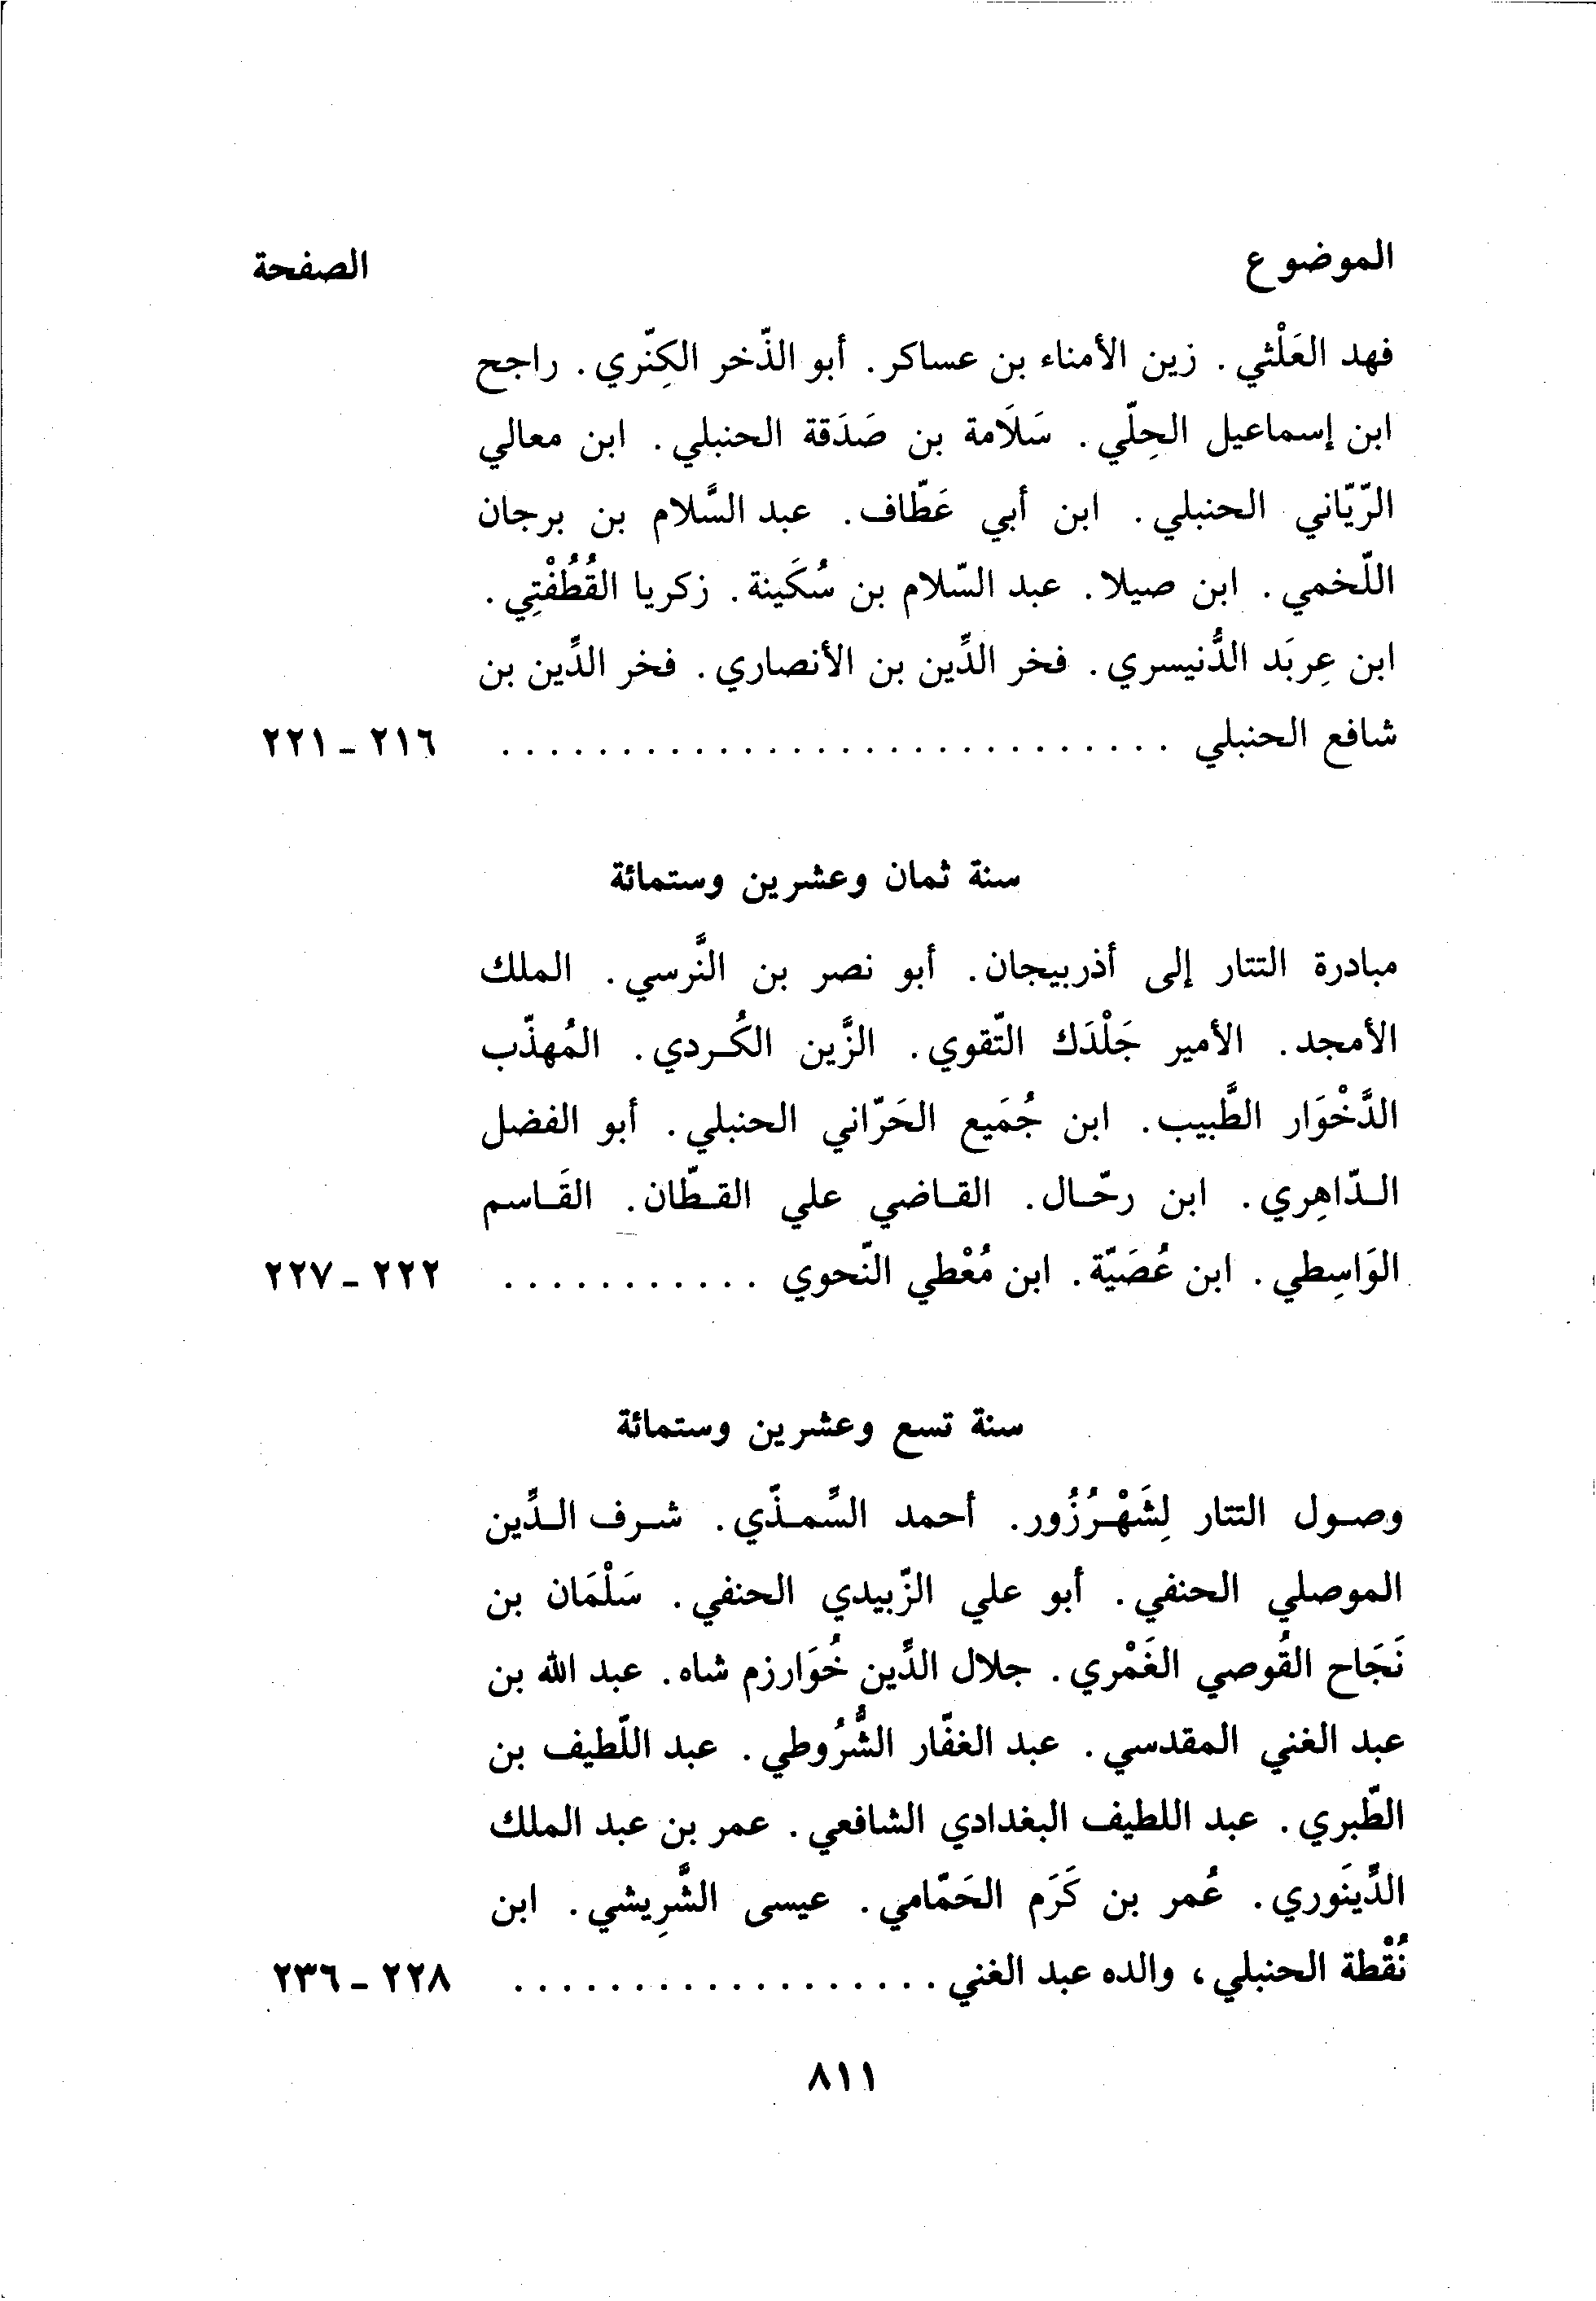 الموضوع الصفحة
فهد العَلْثي. زين الأمناء بن عساكر. أبو الذّخر الكِنّري. راجح
ابن إسماعيل الحِلّي. سَلَامة بن صَدَقة الحنبلي. ابن معالي
الرّيّاني الحنبلي. ابن أبي عَطّاف. عبد السَّلام بن برجان
اللّخمي. ابن صيلا. عبد السّلام بن سُكَينة. زكريا القُطُفْتِي.
ابن عِربَد الدُّنيسري. فخر الدِّين بن الأنصاري. فخر الدِّين بن
شافع الحنبلي ............................ ٢١٦ - ٢٢١
سنة ثمان وعشرين وستمائة
مبادرة التتار إلى أذربيجان. أبو نصر بن النَّرسي. الملك
الأمجد. الأمير جَلْدَك التّقوي. الزَّين الكُردي. المُهذّب
الدَّخْوَار الطَّبيب. ابن جُمَيع الحَرّاني الحنبلي. أبو الفضل
الـدّاهِري. ابن رحّـال. القـاضي علي القـطّان. القَـاسم
الوَاسِطي. ابن عُصَيّة. ابن مُعْطي النّحوي ........... ٢٢٢ - ٢٢٧
سنة تسع وعشرين وستمائة
وصـول التتار لِشَهْـرُزُور. أحمد السِّمـذّي. شـرف الـدِّين
الموصلي الحنفي. أبو علي الزّبيدي الحنفي. سَلْمَان بن
نَجَاح القُوصي الغَمْري. جلال الدِّين خُوَارزم شاه. عبد الله بن
عبد الغني المقدسي. عبد الغفّار الشُّرُوطي. عبد اللّطيف بن
الطّبري. عبد اللطيف البغدادي الشافعي. عمر بن عبد الملك
الدِّينَوري. عُمر بن كَرَم الحَمّامي. عيسى الشَّرِيشي. ابن
نُقْطة الحنبلي، والده عبد الغني .................. ٢٢٨ - ٢٣٦
٨١١